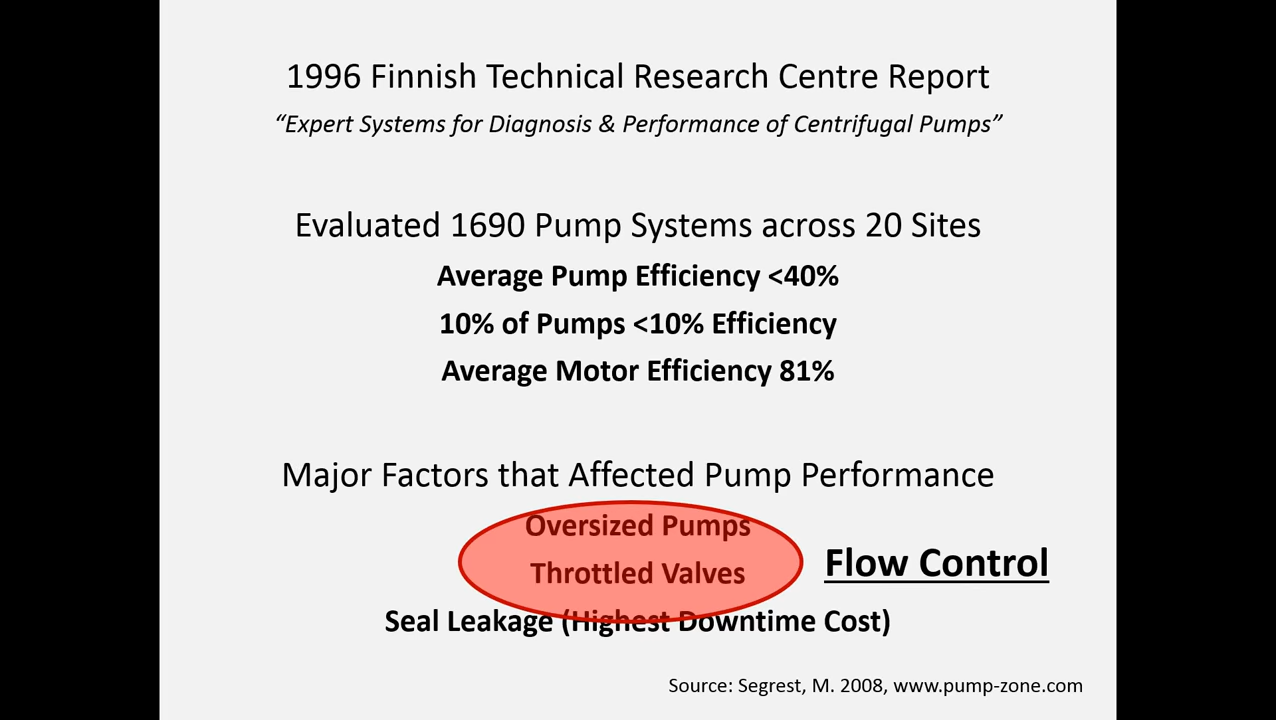 1996 Finnish Technical Research Centre Report
“Expert Systems for Diagnosis & Performance of Centrifugal Pumps”
Evaluated 1690 Pump Systems across 20 Sites
Average Pump Efficiency <40%
10% of Pumps <10% Efficiency
Average Motor Efficiency 81%
Major Factors that Affected Pump Performance
Oversized Pumps
Throttled Valves
Flow Control
Seal Leakage (Highest Downtime Cost)
Source: Segrest, M. 2008, www.pump-zone.com